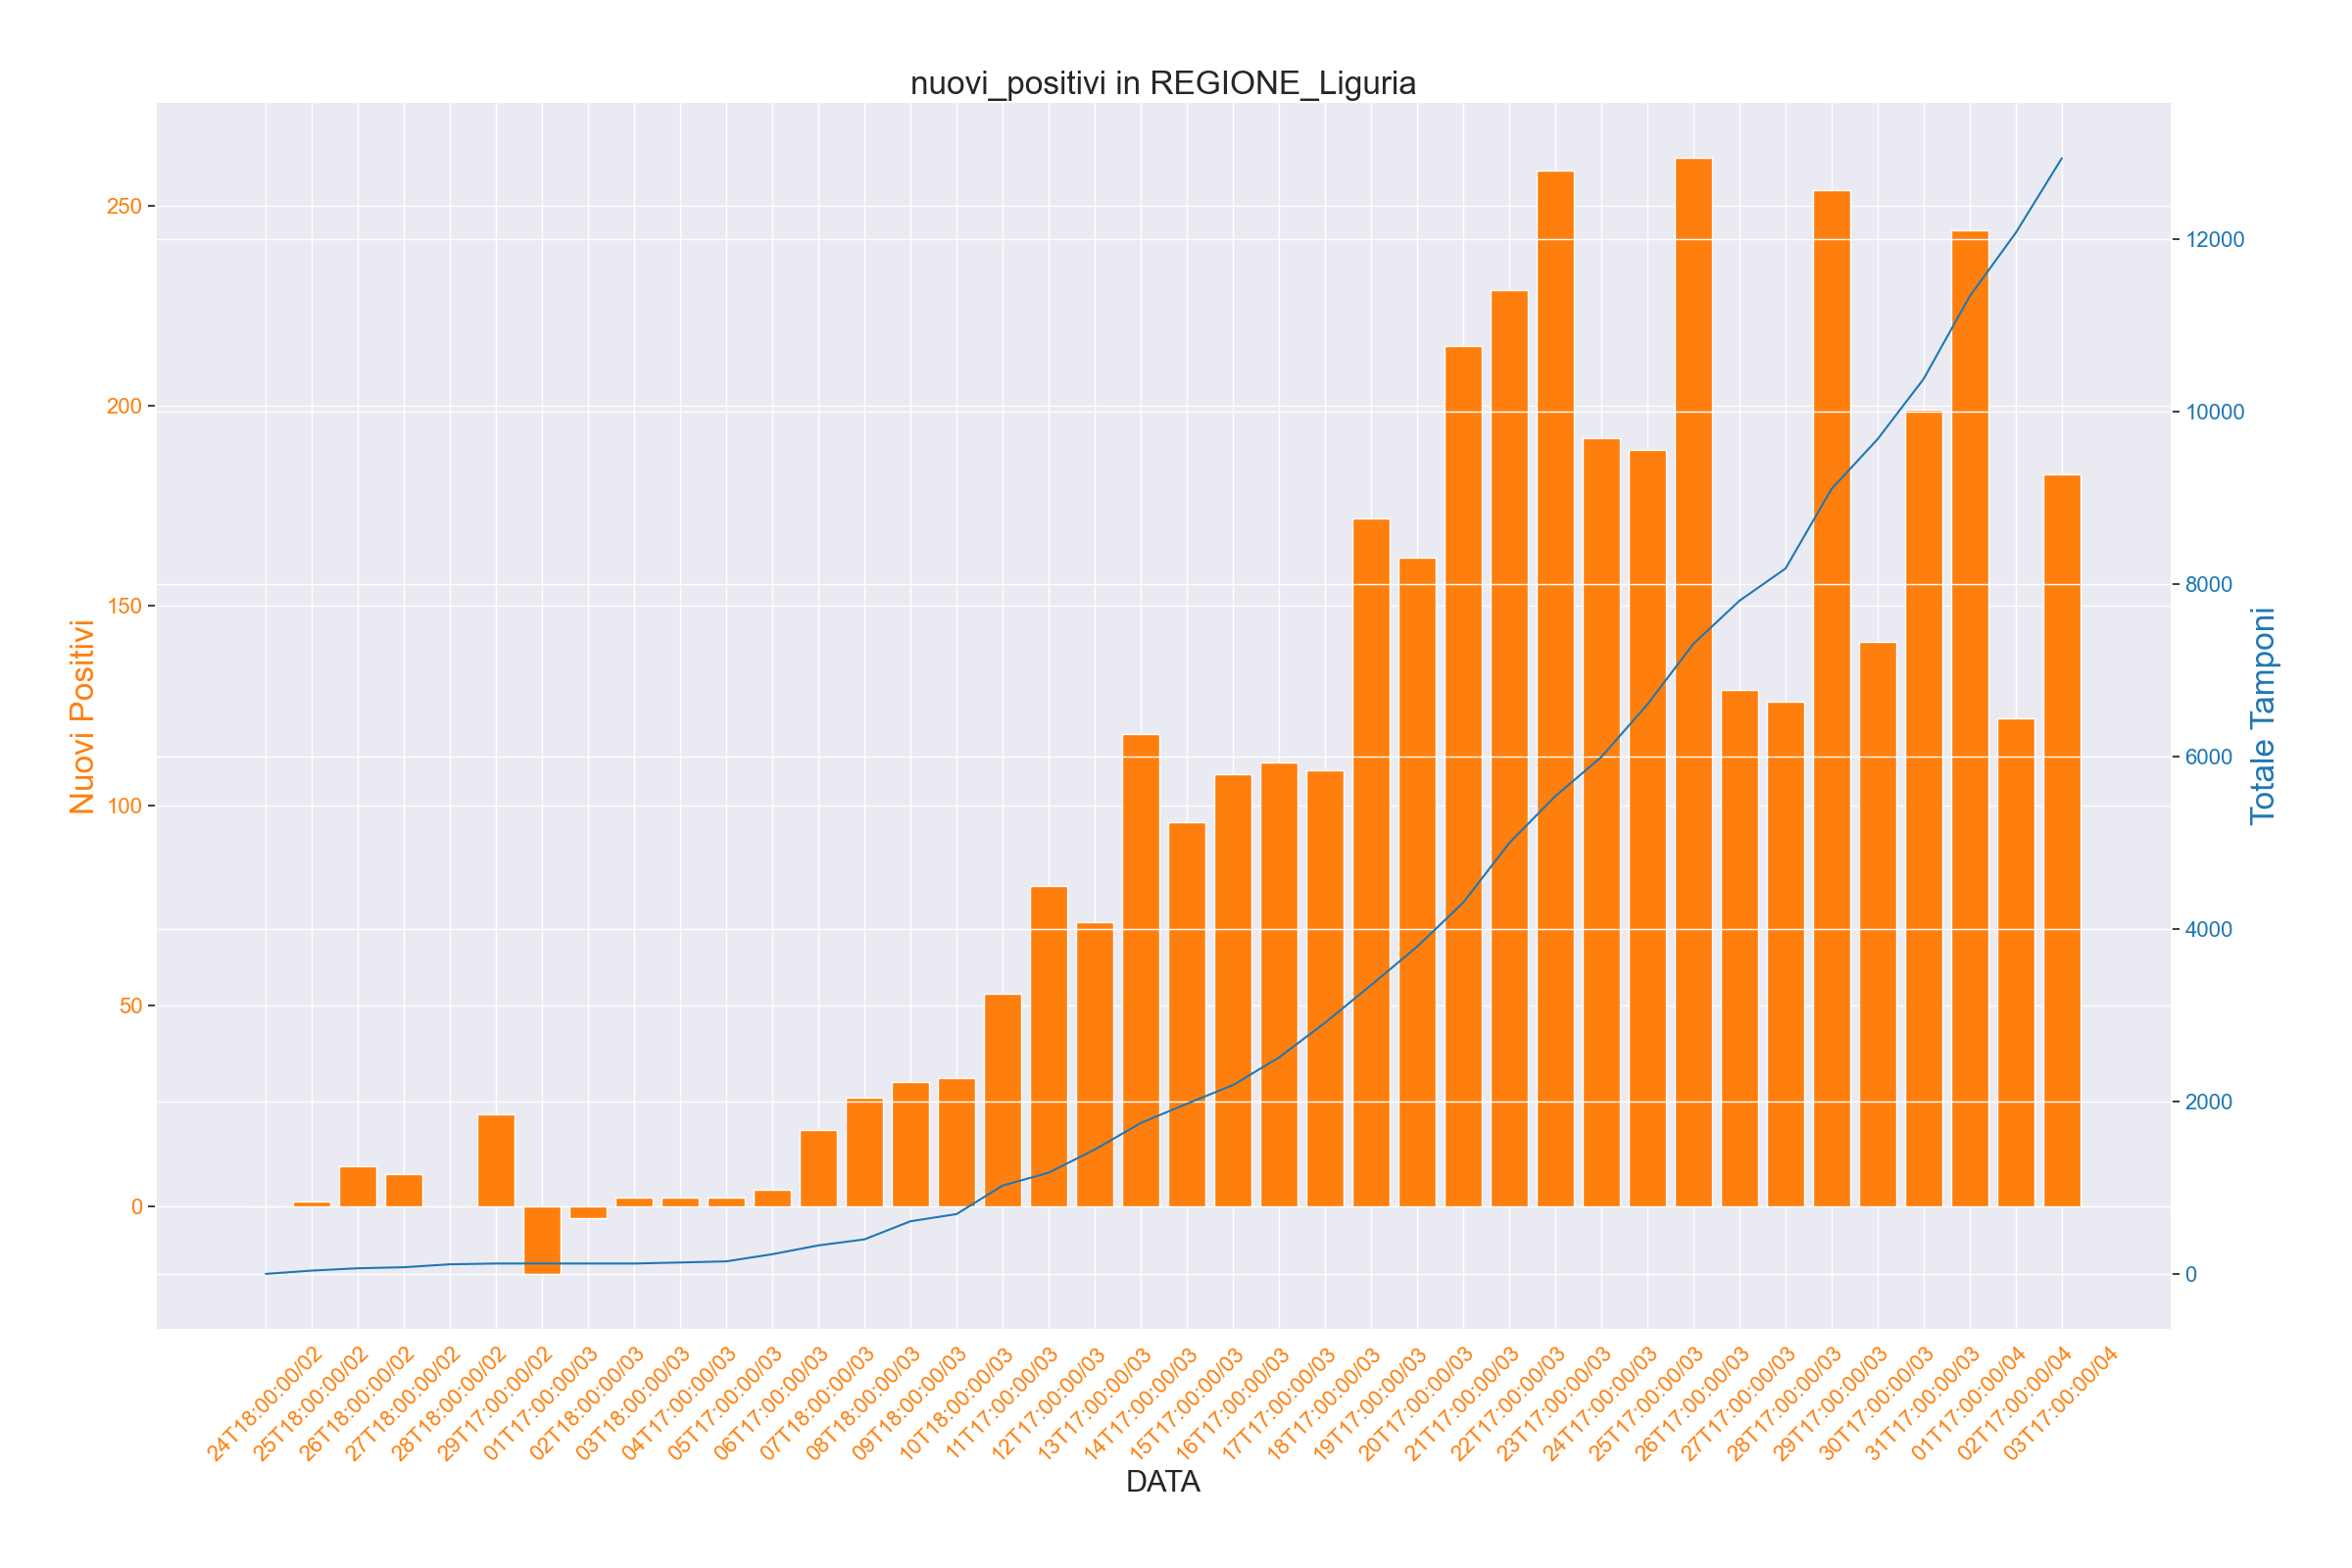 nuovi_positivi in REGIONE_Liguria
250
200
150
100
50
0
Nuovi Positivi
12000
10000
8000
6000
4000
2000
0
Totale Tamponi
24T18:00:00/02
25T18:00:00/02
26T18:00:00/02
27T18:00:00/02
28T18:00:00/02
29T17:00:00/02
01T17:00:00/03
02T18:00:00/03
03T18:00:00/03
04T17:00:00/03
05T17:00:00/03
06T17:00:00/03
07T18:00:00/03
08T18:00:00/03
09T18:00:00/03
10T18:00:00/03
11T17:00:00/03
12T17:00:00/03
13T17:00:00/03
14T17:00:00/03
15T17:00:00/03
16T17:00:00/03
17T17:00:00/03
18T17:00:00/03
19T17:00:00/03
20T17:00:00/03
21T17:00:00/03
22T17:00:00/03
23T17:00:00/03
24T17:00:00/03
25T17:00:00/03
26T17:00:00/03
27T17:00:00/03
28T17:00:00/03
29T17:00:00/03
30T17:00:00/03
31T17:00:00/03
01T17:00:00/04
02T17:00:00/04
03T17:00:00/04
DATA